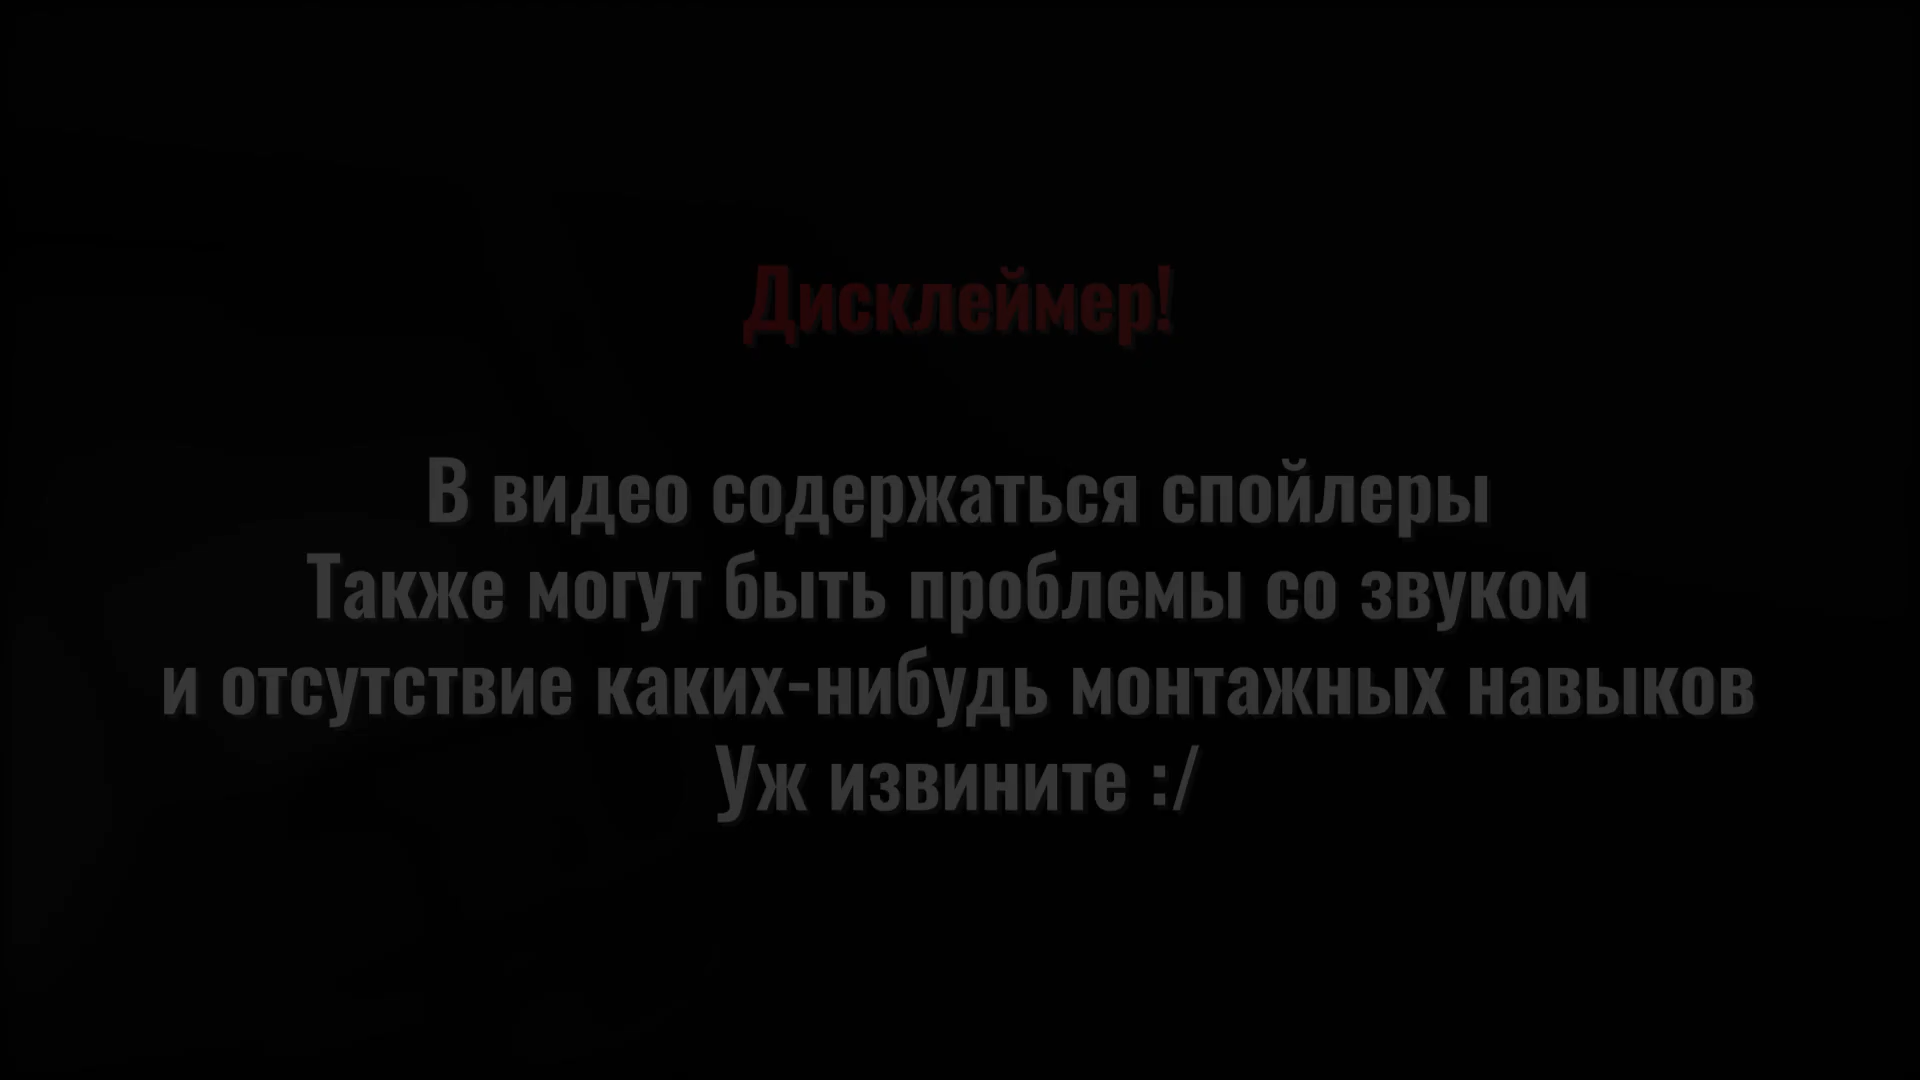 Дисклеймер!
В видео содержаться спойлеры
Также могут быть проблемы со звуком
и отсутствие каких-нибудь монтажных навыков
Уж извините :/